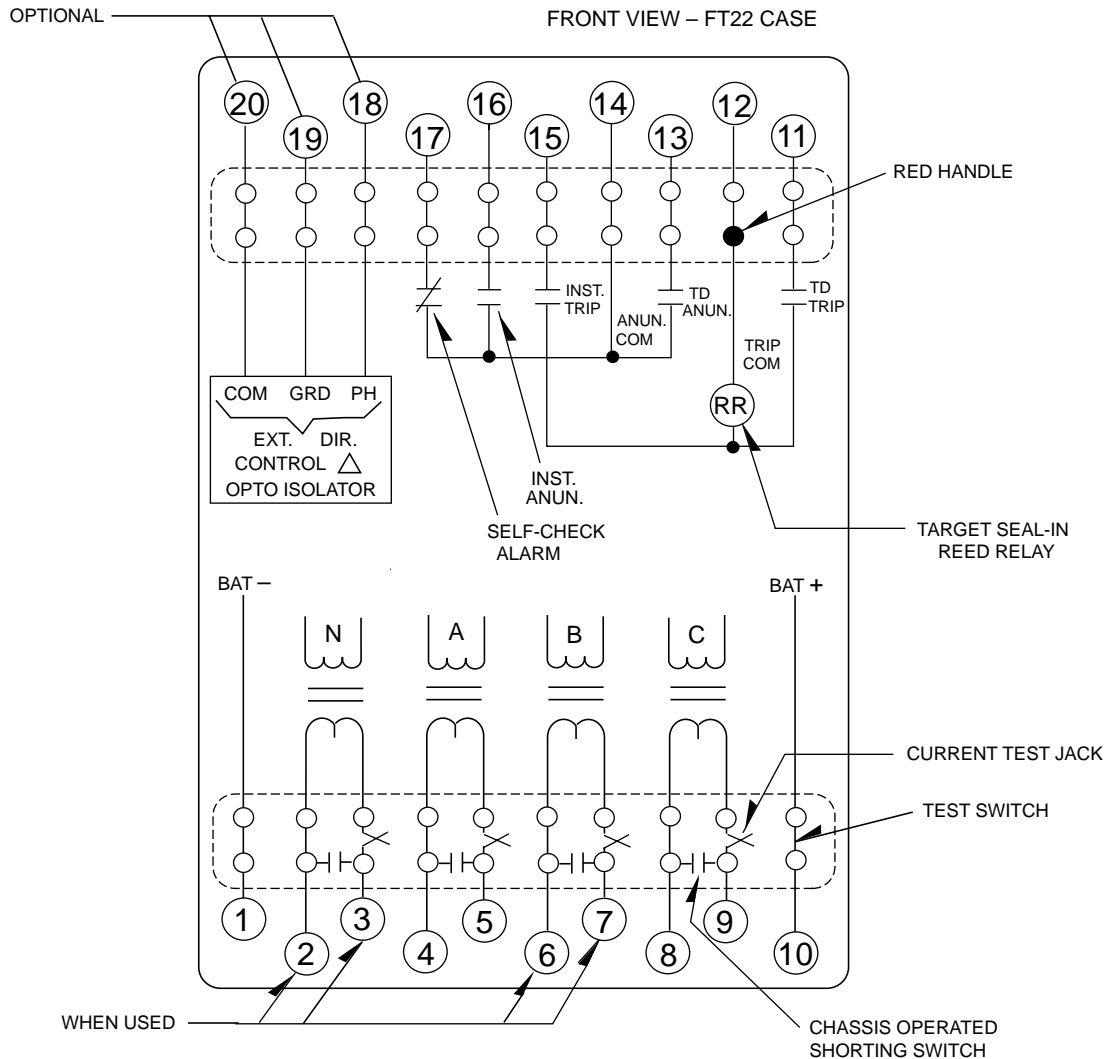 OPTIONAL
FRONT VIEW – FT22 CASE
20
19
18
17
16
15
14
13
12
11
RED HANDLE
INST.
TRIP
ANUN.
COM
TD
ANUN.
TRIP
COM
TD
TRIP
COM GRD PH
EXT. DIR.
CONTROL △
OPTO ISOLATOR
RR
INST.
ANUN.
SELF-CHECK
ALARM
TARGET SEAL-IN
REED RELAY
BAT –
BAT +
N
A
B
C
CURRENT TEST JACK
TEST SWITCH
1
2
3
4
5
6
7
8
9
10
WHEN USED
CHASSIS OPERATED
SHORTING SWITCH